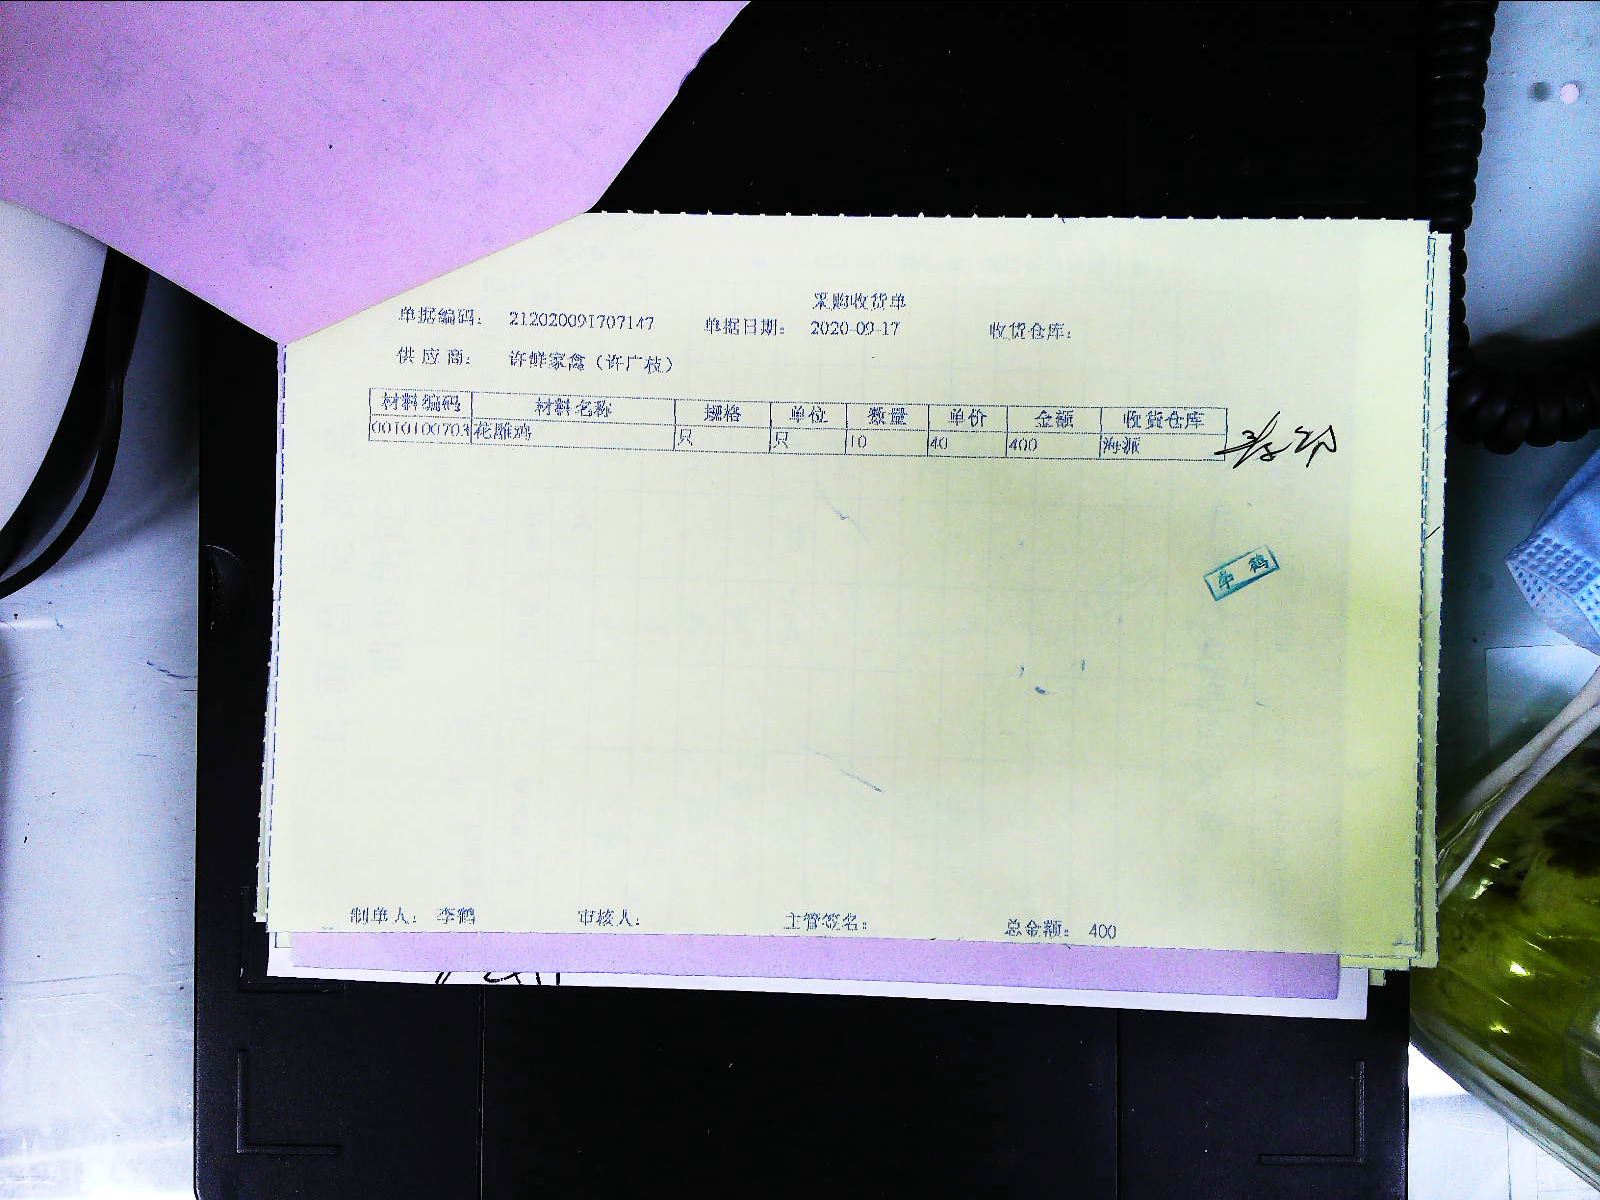 采购收货单
单据编码： 212020091707147 单据日期： 2020-09-17 收货仓库：
供应商： 许鲜家禽（许广枝）
材料编码 材料名称 规格 单位 数量 单价 金额 收货仓库
0010100703 花雕鸡 只 只 10 40 400 海派
李鹤
制单人： 李鹤 审核人： 主管签名： 总金额： 400